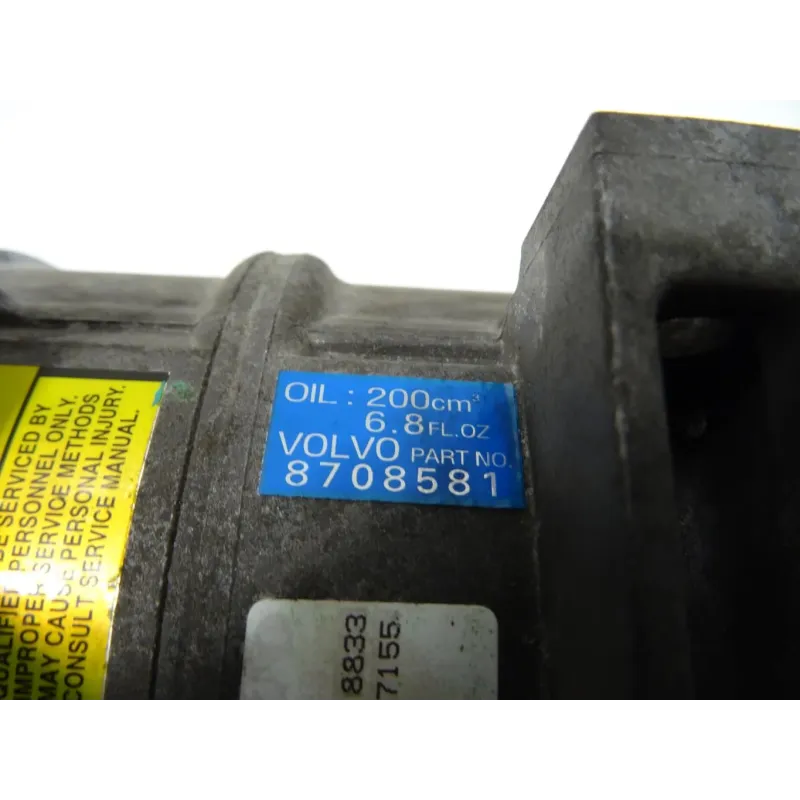 OIL : 200cm³
6.8FL.OZ
VOLVO PART NO.
8708581
BE SERVICED BY
QUALIFIED PERSONNEL ONLY.
IMPROPER SERVICE METHODS
MAY CAUSE PERSONAL INJURY.
CONSULT SERVICE MANUAL.
8833
7155